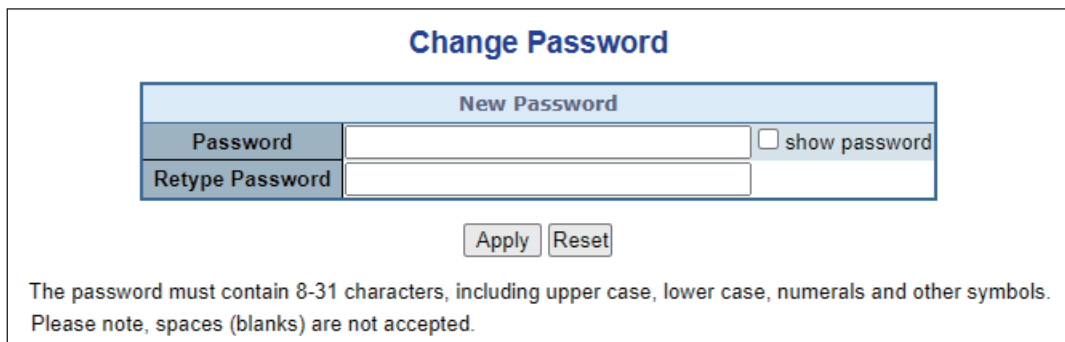 Change Password
New Password
Password show password
Retype Password
Apply Reset
The password must contain 8-31 characters, including upper case, lower case, numerals and other symbols.
Please note, spaces (blanks) are not accepted.